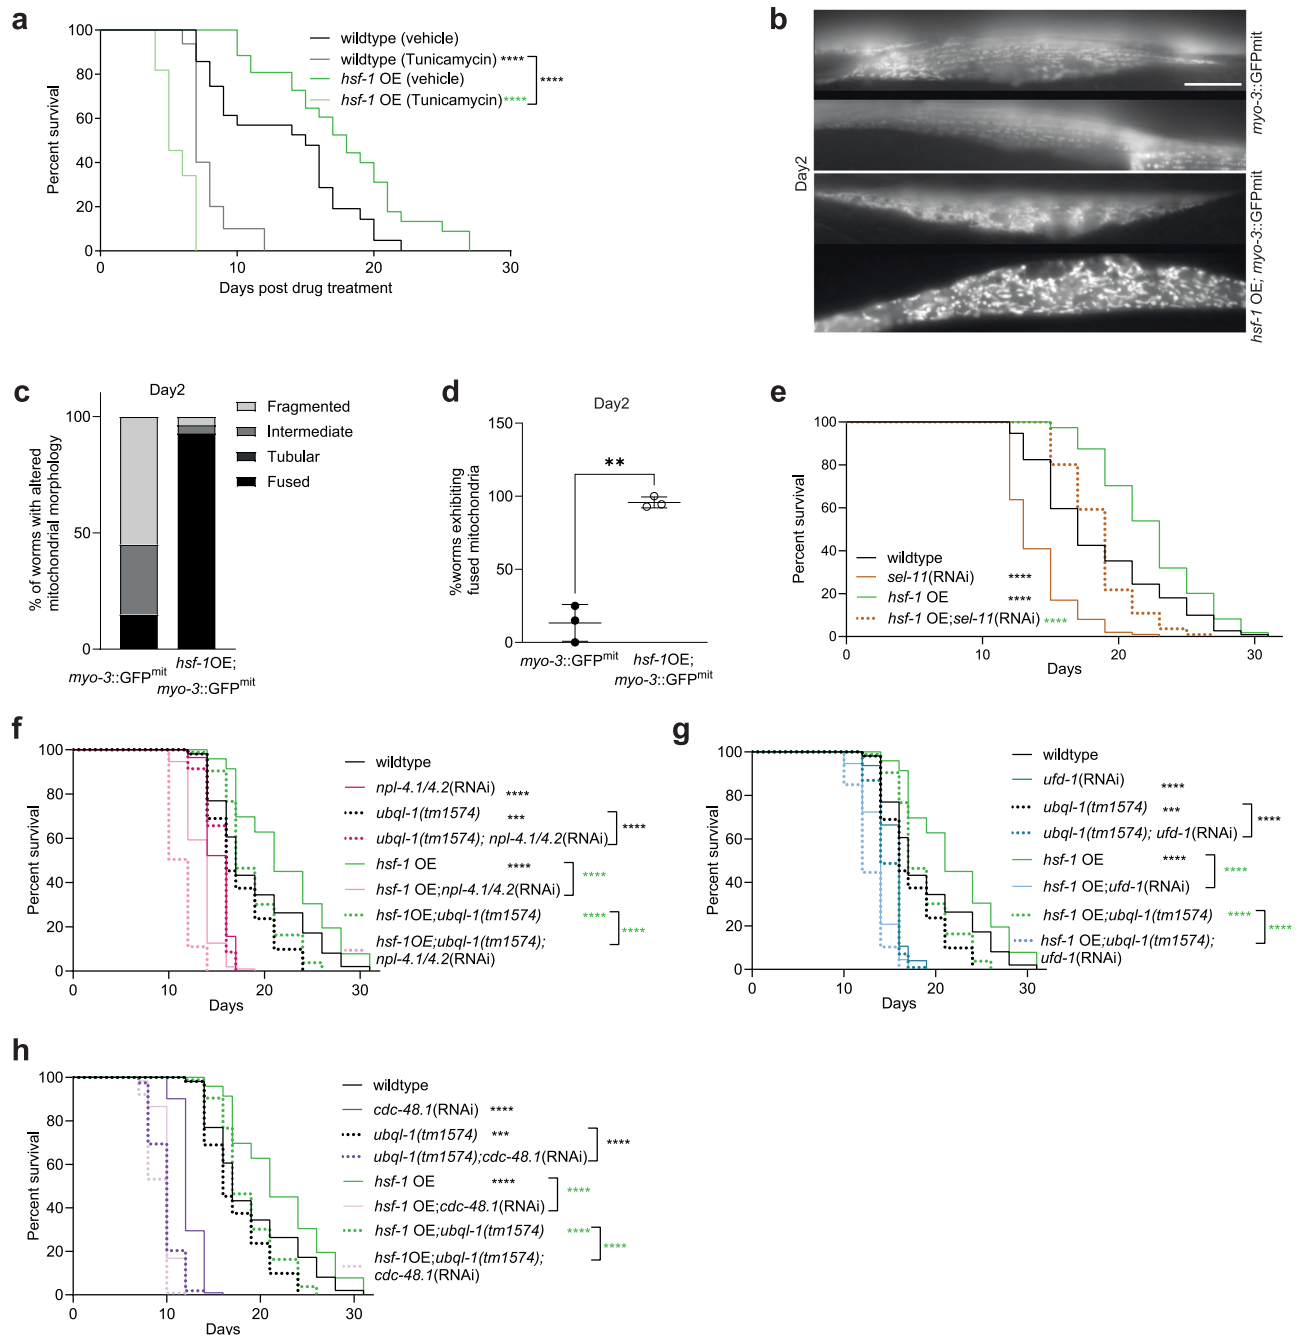 a
100
80
60
40
20
0
Percent survival
0
10
20
30
Days post drug treatment
wildtype (vehicle)
wildtype (Tunicamycin) ****
hsf-1 OE (vehicle)
hsf-1 OE (Tunicamycin) ****
****
b
Day2
myo-3::GFPmit
hsf-1 OE; myo-3::GFPmit
c
Day2
100
50
0
% of worms with altered
mitochondrial morphology
myo-3::GFPmit
hsf-1OE;
myo-3::GFPmit
Fragmented
Intermediate
Tubular
Fused
d
Day2
150
100
50
0
%worms exhibiting
fused mitochondria
**
myo-3::GFPmit
hsf-1OE;
myo-3::GFPmit
e
100
80
60
40
20
0
Percent survival
0
10
20
30
Days
wildtype
sel-11(RNAi) ****
hsf-1 OE ****
hsf-1 OE;sel-11(RNAi) ****
f
100
80
60
40
20
0
Percent survival
0
10
20
30
Days
wildtype
npl-4.1/4.2(RNAi) ****
ubql-1(tm1574) ***
ubql-1(tm1574); npl-4.1/4.2(RNAi)
****
hsf-1 OE ****
hsf-1 OE;npl-4.1/4.2(RNAi)
****
hsf-1OE;ubql-1(tm1574) ****
hsf-1OE;ubql-1(tm1574);
npl-4.1/4.2(RNAi)
****
g
100
80
60
40
20
0
Percent survival
0
10
20
30
Days
wildtype
ufd-1(RNAi) ****
ubql-1(tm1574) ***
ubql-1(tm1574); ufd-1(RNAi)
****
hsf-1 OE ****
hsf-1 OE;ufd-1(RNAi)
****
hsf-1 OE;ubql-1(tm1574) ****
hsf-1 OE;ubql-1(tm1574);
ufd-1(RNAi)
****
h
100
80
60
40
20
0
Percent survival
0
10
20
30
Days
wildtype
cdc-48.1(RNAi) ****
ubql-1(tm1574) ***
ubql-1(tm1574);cdc-48.1(RNAi)
****
hsf-1 OE ****
hsf-1 OE;cdc-48.1(RNAi)
****
hsf-1 OE;ubql-1(tm1574) ****
hsf-1OE;ubql-1(tm1574);
cdc-48.1(RNAi)
****